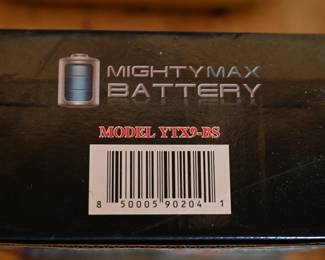 MIGHTYMAX
BATTERY
MODEL YTX9-BS
8 50005 90204 1